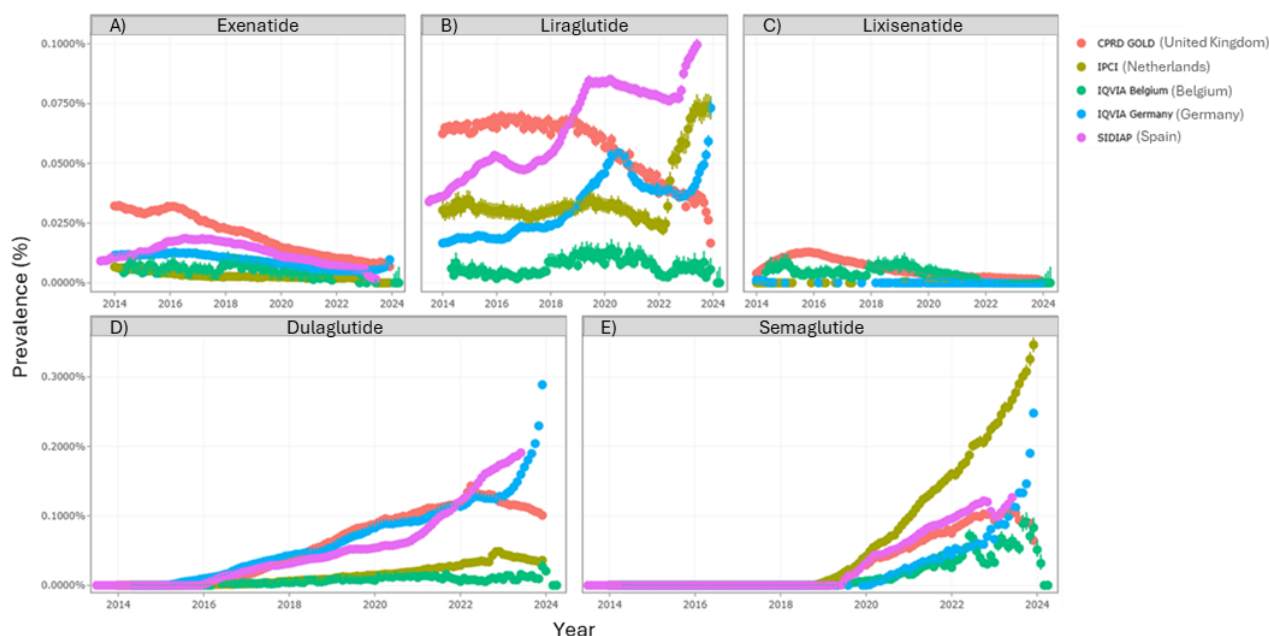 A) Exenatide
B) Liraglutide
C) Lixisenatide
0.1000%
0.0750%
0.0500%
0.0250%
0.0000%
2014 2016 2018 2020 2022 2024
2014 2016 2018 2020 2022 2024
2014 2016 2018 2020 2022 2024
CPRD GOLD (United Kingdom)
IPCI (Netherlands)
IQVIA Belgium (Belgium)
IQVIA Germany (Germany)
SIDIAP (Spain)
Prevalence (%)
D) Dulaglutide
E) Semaglutide
0.3000%
0.2000%
0.1000%
0.0000%
2014 2016 2018 2020 2022 2024
2014 2016 2018 2020 2022 2024
Year